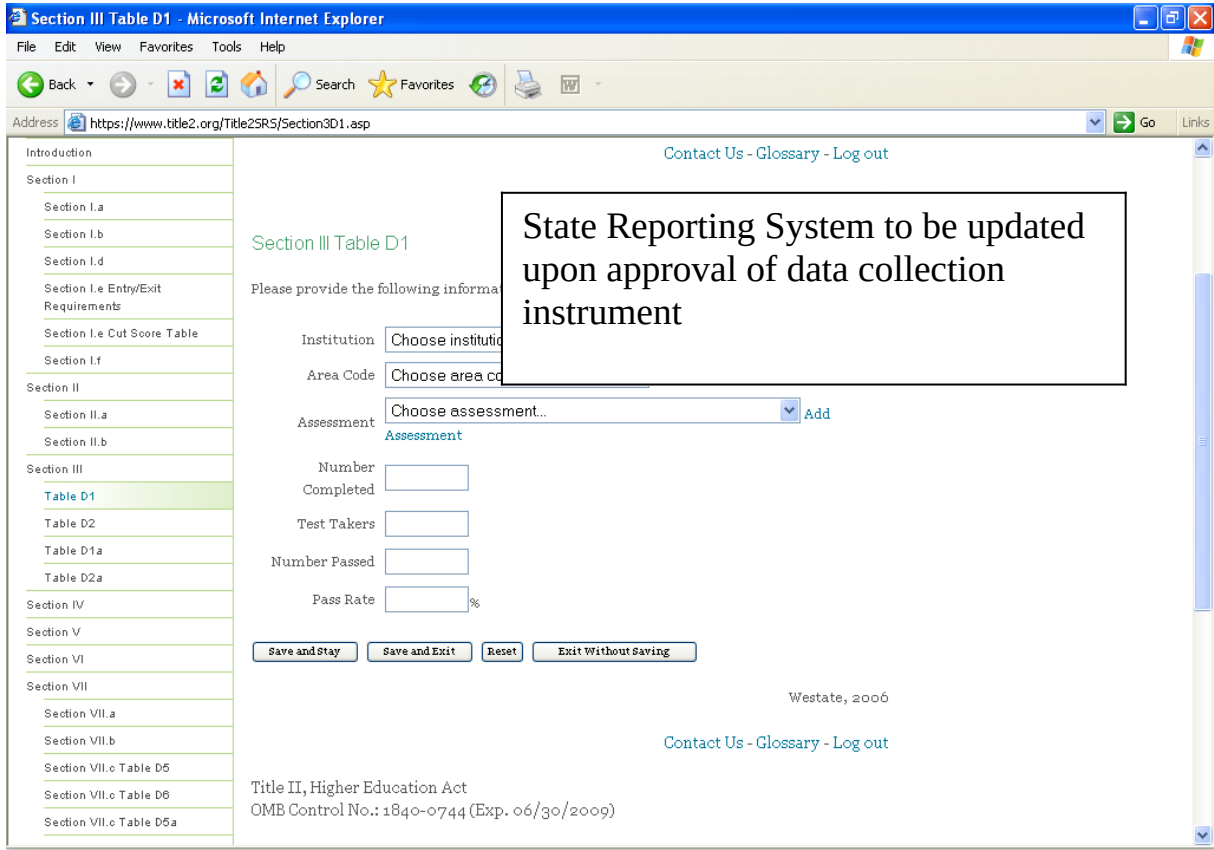 Section III Table D1 - Microsoft Internet Explorer
File Edit View Favorites Tools Help
Back Search Favorites
Address https://www.title2.org/Title2SRS/Section3D1.asp Go Links
Introduction
Section I
Section I.a
Section I.b
Section I.d
Section I.e Entry/Exit
Requirements
Section I.e Cut Score Table
Section I.f
Section II
Section II.a
Section II.b
Section III
Table D1
Table D2
Table D1a
Table D2a
Section IV
Section V
Section VI
Section VII
Section VII.a
Section VII.b
Section VII.c Table D5
Section VII.c Table D6
Section VII.c Table D5a
Contact Us - Glossary - Log out
State Reporting System to be updated
upon approval of data collection
instrument
Section III Table D1
Please provide the following
Institution Choose
Area Code Choose area
Assessment Choose assessment... Add
Assessment
Number
Completed
Test Takers
Number Passed
Pass Rate %
Save and Stay Save and Exit Reset Exit Without Saving
Westate, 2006
Contact Us - Glossary - Log out
Title II, Higher Education Act
OMB Control No.: 1840-0744 (Exp. 06/30/2009)